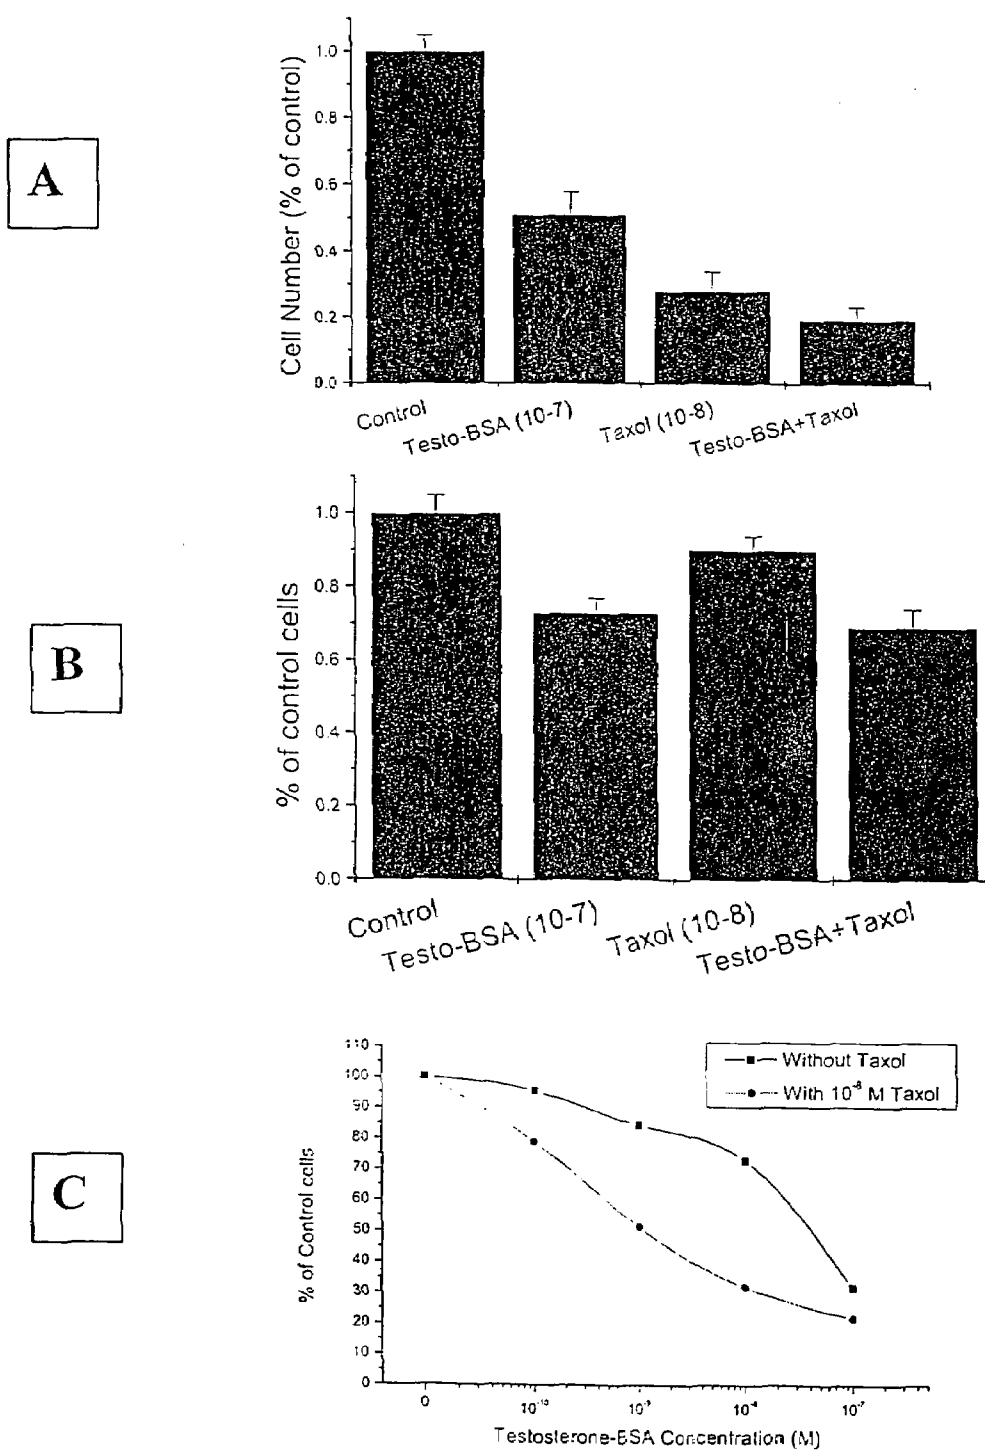 A
Cell Number (% of control)
1.0
0.8
0.6
0.4
0.2
0.0
Control
Testo-BSA (10-7)
Taxol (10-8)
Testo-BSA+Taxol
B
% of control cells
1.0
0.8
0.6
0.4
0.2
0.0
Control
Testo-BSA (10-7)
Taxol (10-8)
Testo-BSA+Taxol
C
% of Control cells
110
100
90
80
70
60
50
40
30
20
10
0
Without Taxol
With 10⁻⁸ M Taxol
0
10⁻¹⁰
10⁻⁹
10⁻⁷
Testosterone-BSA Concentration (M)